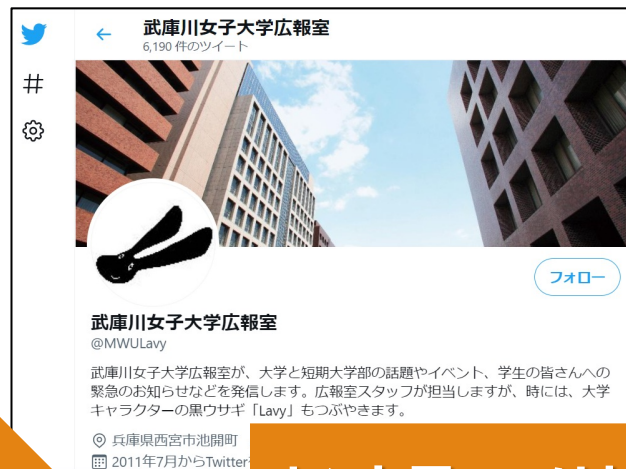 武庫川女子大学広報室
6,190 件のツイート
#
フォロー
武庫川女子大学広報室
@MWULavy
武庫川女子大学広報室が、大学と短期大学部の話題やイベント、学生の皆さんへの
緊急のお知らせなどを発信します。広報室スタッフが担当しますが、時には、大学
キャラクターの黒ウサギ「Lavy」もつぶやきます。
兵庫県西宮市池開町
2011年7月からTwitter